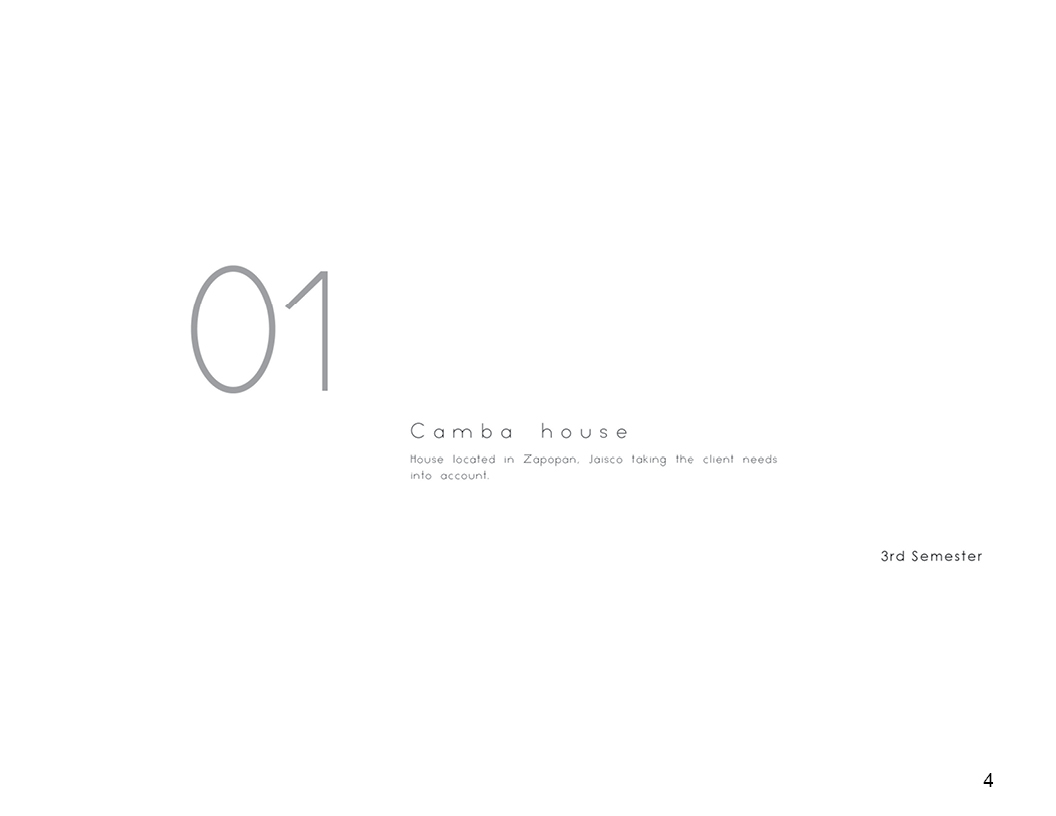 01
Camba house
House located in Zapopan, Jaisco taking the client needs
into account.
3rd Semester
4